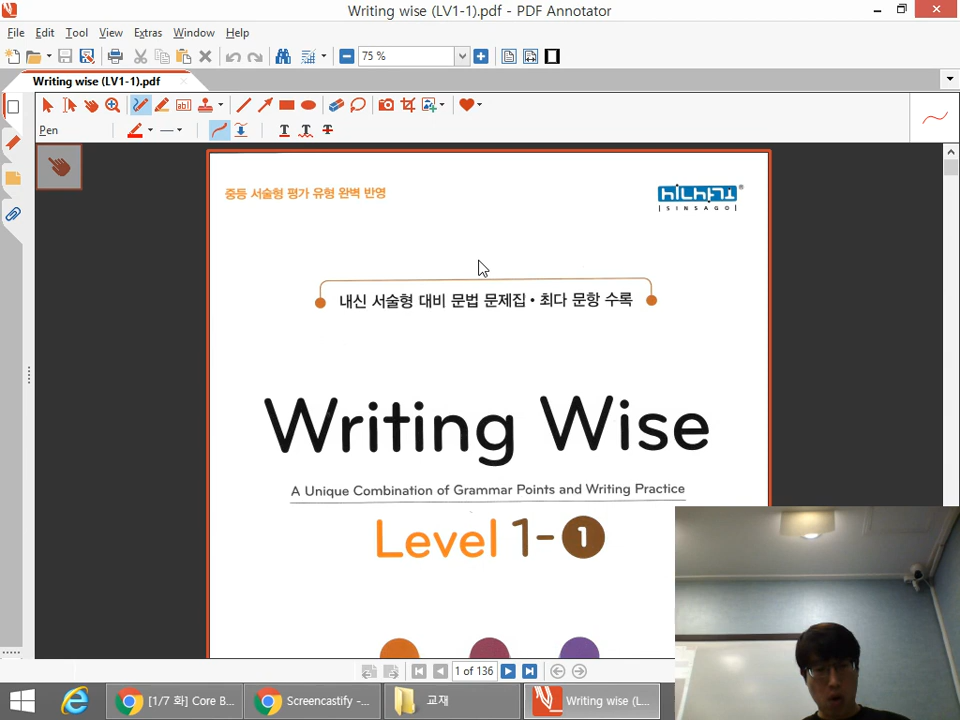 Writing wise (LV1-1).pdf - PDF Annotator
File Edit Tool View Extras Window Help
75 %
Writing wise (LV1-1).pdf
Pen
중등 서술형 평가 유형 완벽 반영
SINSAGO
내신 서술형 대비 문법 문제집 • 최다 문항 수록
Writing Wise
A Unique Combination of Grammar Points and Writing Practice
Level 1-1
1 of 136
[1/7 화] Core B...
Screencastify -...
교재
Writing wise (L...